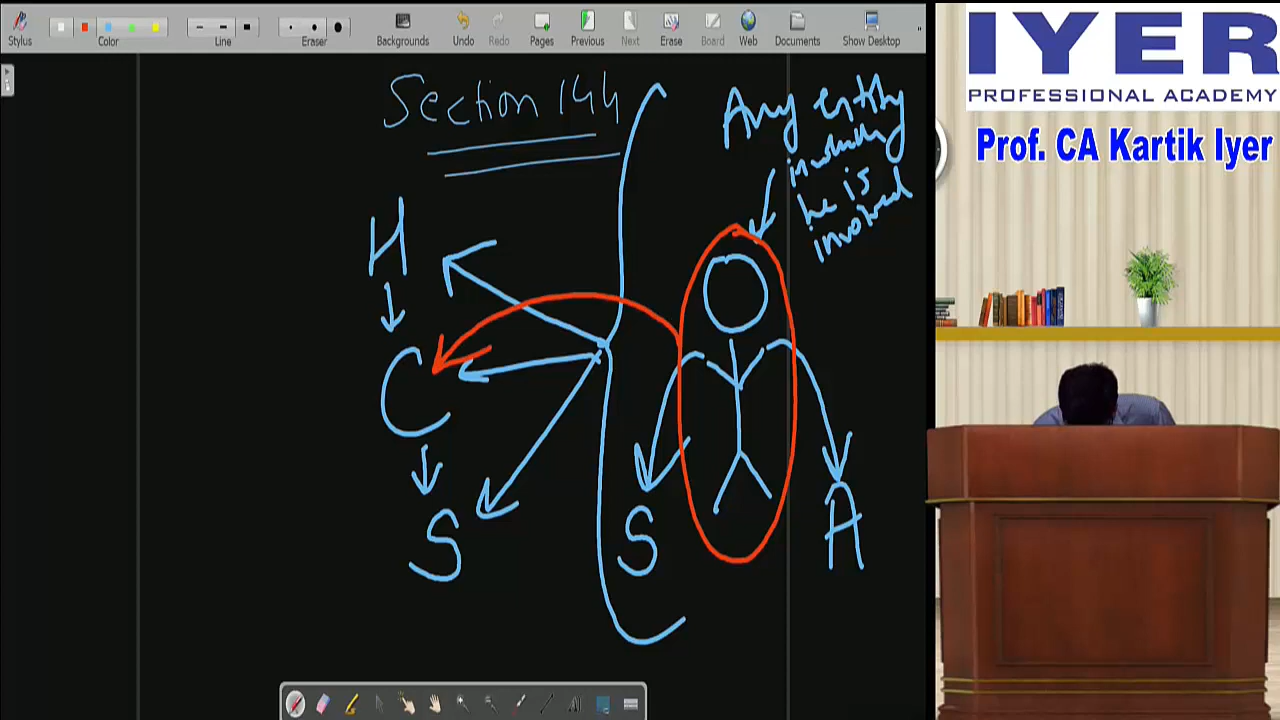 Stylus
Color
Line
Eraser
Backgrounds
Undo
Redo
Pages
Previous
Next
Erase
Board
Web
Documents
Show Desktop
IYER
PROFESSIONAL ACADEMY
Prof. CA Kartik Iyer
Section 144
Any entity
he is
involved
H
C
S
S
A